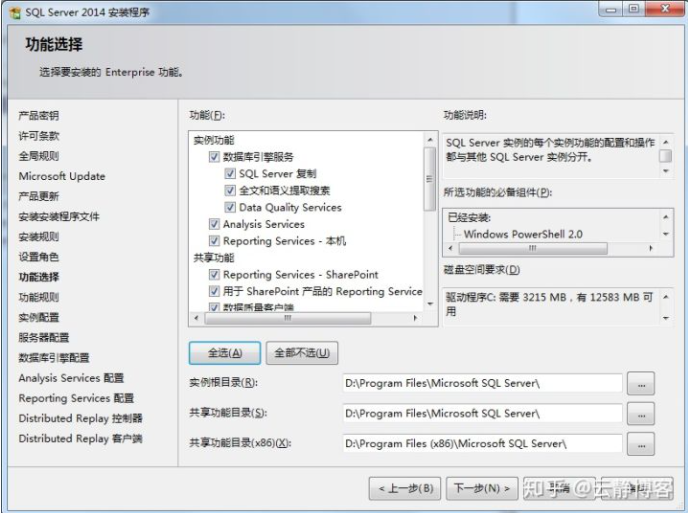 SQL Server 2014 安装程序
功能选择
选择要安装的 Enterprise 功能。
产品密钥
许可条款
全局规则
Microsoft Update
产品更新
安装安装程序文件
安装规则
设置角色
功能选择
功能规则
实例配置
服务器配置
数据库引擎配置
Analysis Services 配置
Reporting Services 配置
Distributed Replay 控制器
Distributed Replay 客户端
功能(F):
实例功能
数据库引擎服务
SQL Server 复制
全文和语义提取搜索
Data Quality Services
Analysis Services
Reporting Services - 本机
共享功能
Reporting Services - SharePoint
用于 SharePoint 产品的 Reporting Service
数据质量客户端
功能说明:
SQL Server 实例的每个实例功能的配置和操作
都与其他 SQL Server 实例分开。
所选功能的必备组件(P):
已经安装:
Windows PowerShell 2.0
磁盘空间要求(D)
驱动程序C: 需要 3215 MB，有 12583 MB 可
用
全选(A)
全部不选(U)
实例根目录(R):
D:\Program Files\Microsoft SQL Server\
...
共享功能目录(S):
D:\Program Files\Microsoft SQL Server\
...
共享功能目录(x86)(X):
D:\Program Files (x86)\Microsoft SQL Server\
...
< 上一步(B)
下一步(N) >
取消
知乎 @云静博客